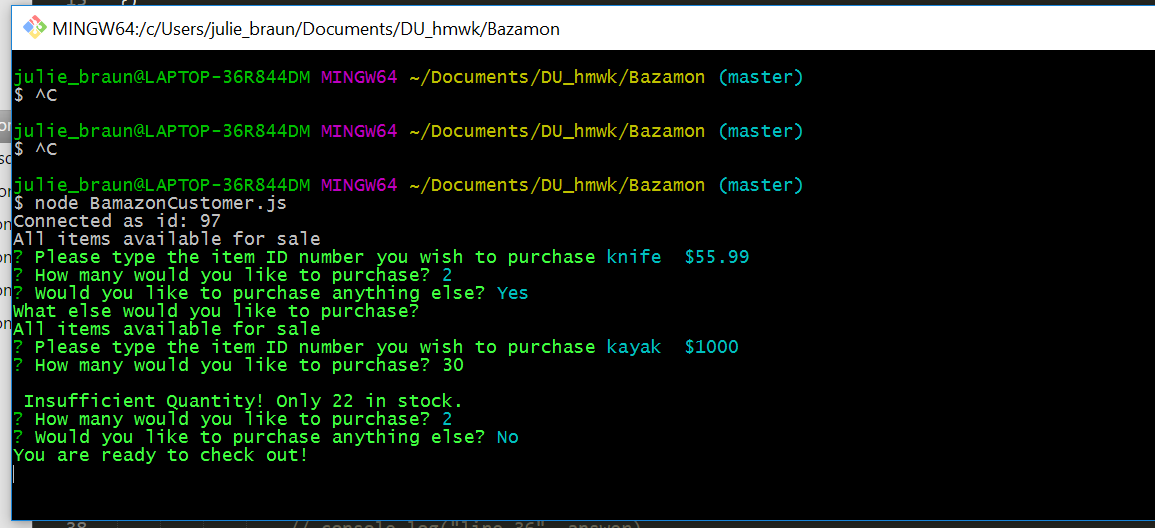 MINGW64:/c/Users/julie_braun/Documents/DU_hmwk/Bazamon
julie_braun@LAPTOP-36R844DM MINGW64 ~/Documents/DU_hmwk/Bazamon (master)
$ ^C
julie_braun@LAPTOP-36R844DM MINGW64 ~/Documents/DU_hmwk/Bazamon (master)
$ ^C
julie_braun@LAPTOP-36R844DM MINGW64 ~/Documents/DU_hmwk/Bazamon (master)
$ node BamazonCustomer.js
Connected as id: 97
All items available for sale
? Please type the item ID number you wish to purchase knife  $55.99
? How many would you like to purchase? 2
? Would you like to purchase anything else? Yes
What else would you like to purchase?
All items available for sale
? Please type the item ID number you wish to purchase kayak  $1000
? How many would you like to purchase? 30
Insufficient Quantity! Only 22 in stock.
? How many would you like to purchase? 2
? Would you like to purchase anything else? No
You are ready to check out!